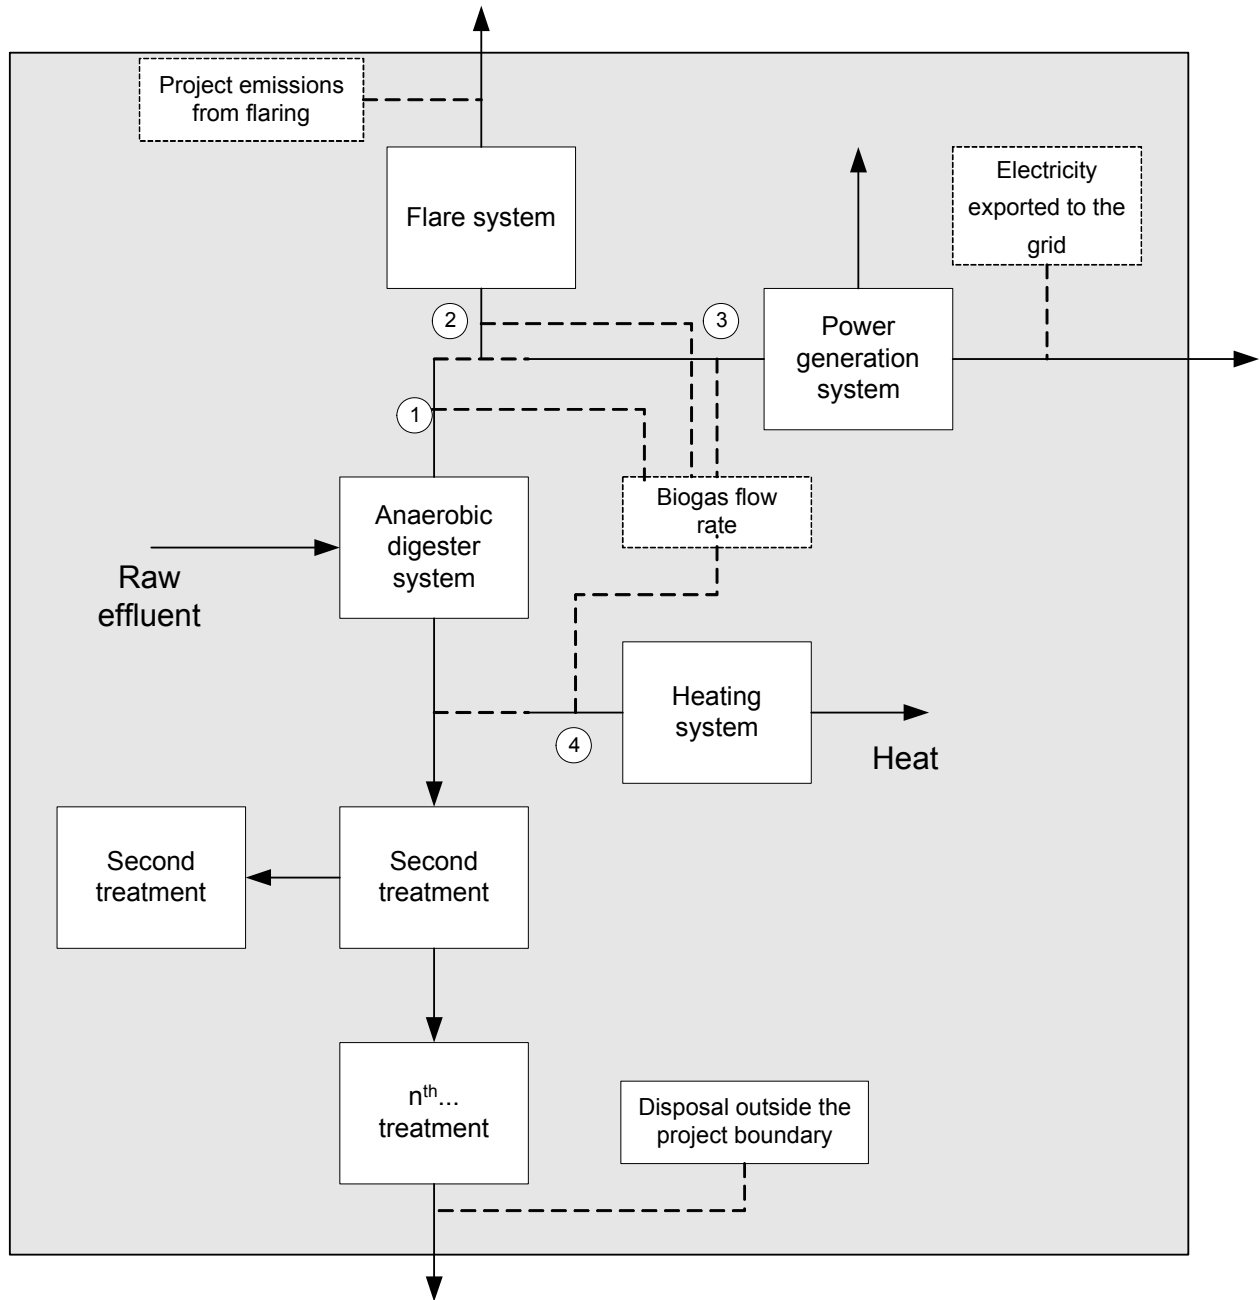 Project emissions
from flaring
Flare system
Electricity
exported to the
grid
2
3
Power
generation
system
1
Biogas flow
rate
Anaerobic
digester
system
Raw
effluent
Heating
system
4
Heat
Second
treatment
Second
treatment
nth...
treatment
Disposal outside the
project boundary